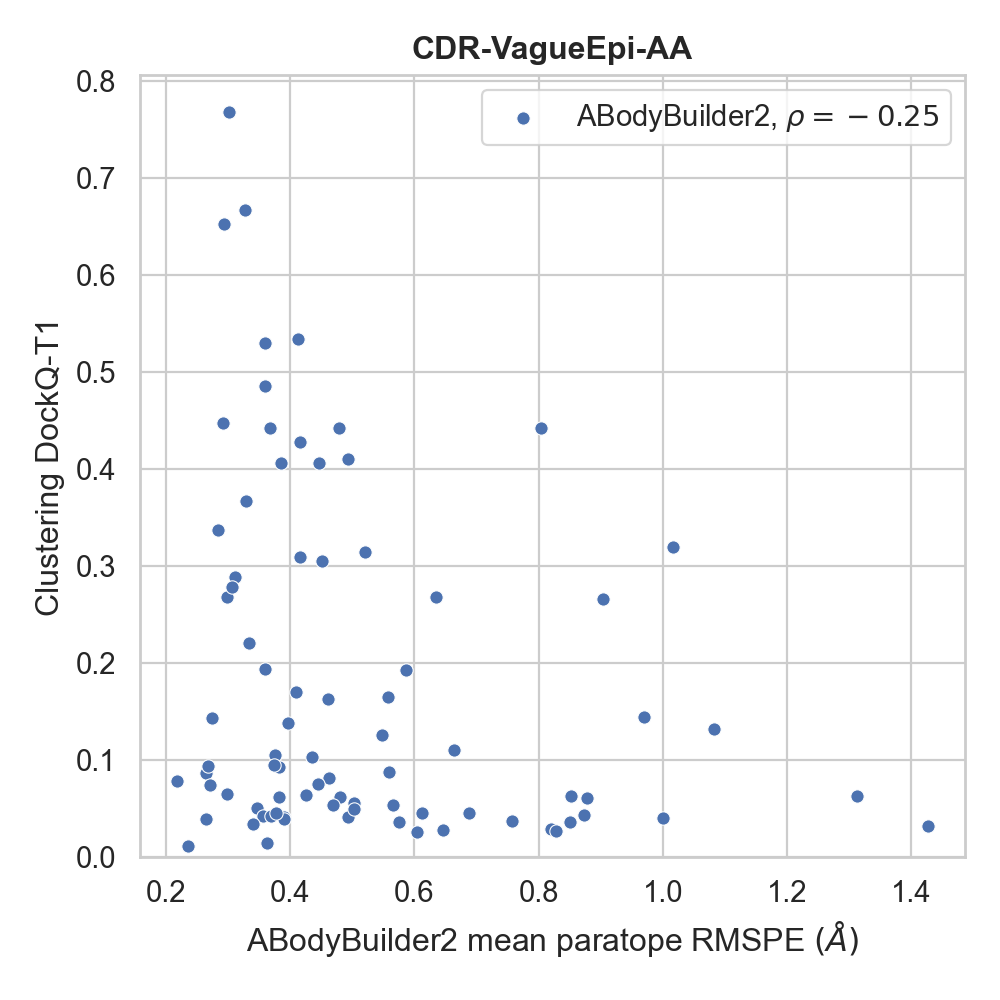 CDR-VagueEpi-AA
ABodyBuilder2, ρ = − 0.25
Clustering DockQ-T1
0.8
0.7
0.6
0.5
0.4
0.3
0.2
0.1
0.0
0.2 0.4 0.6 0.8 1.0 1.2 1.4
ABodyBuilder2 mean paratope RMSPE (Å)